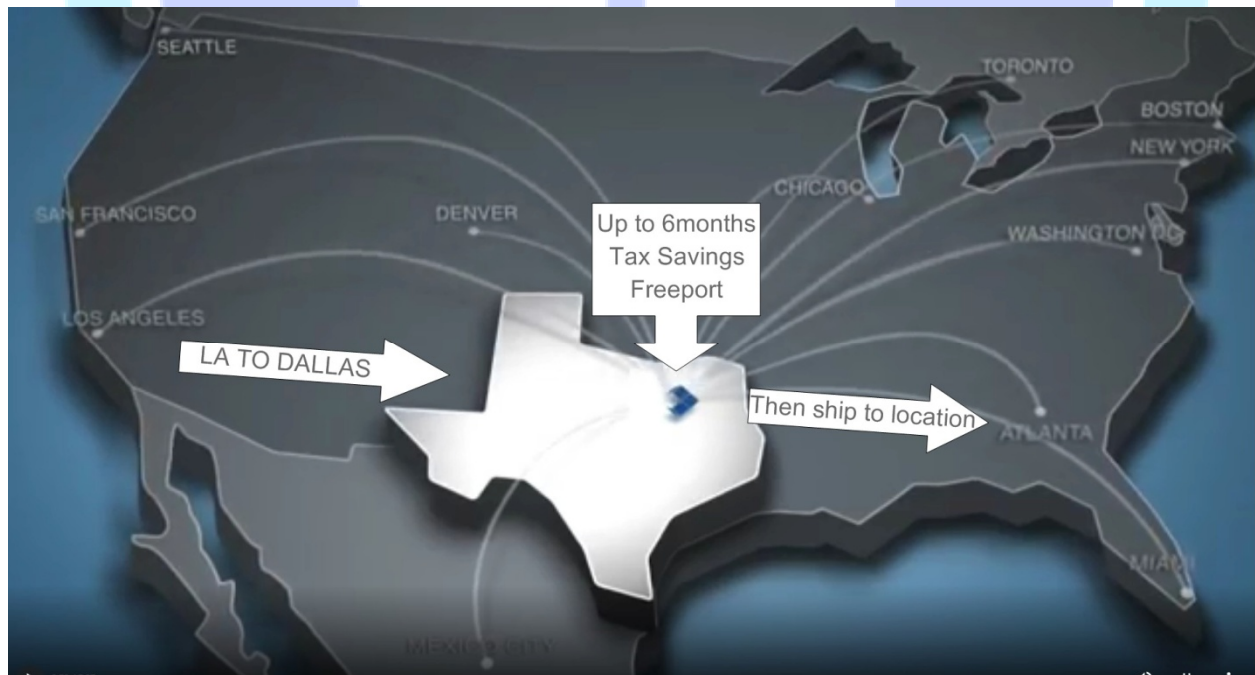 SEATTLE
TORONTO
BOSTON
NEW YORK
CHICAGO
SAN FRANCISCO
DENVER
WASHINGTON DC
Up to 6months
Tax Savings
Freeport
LOS ANGELES
LA TO DALLAS
Then ship to location
ATLANTA
MIAMI
MEXICO CITY